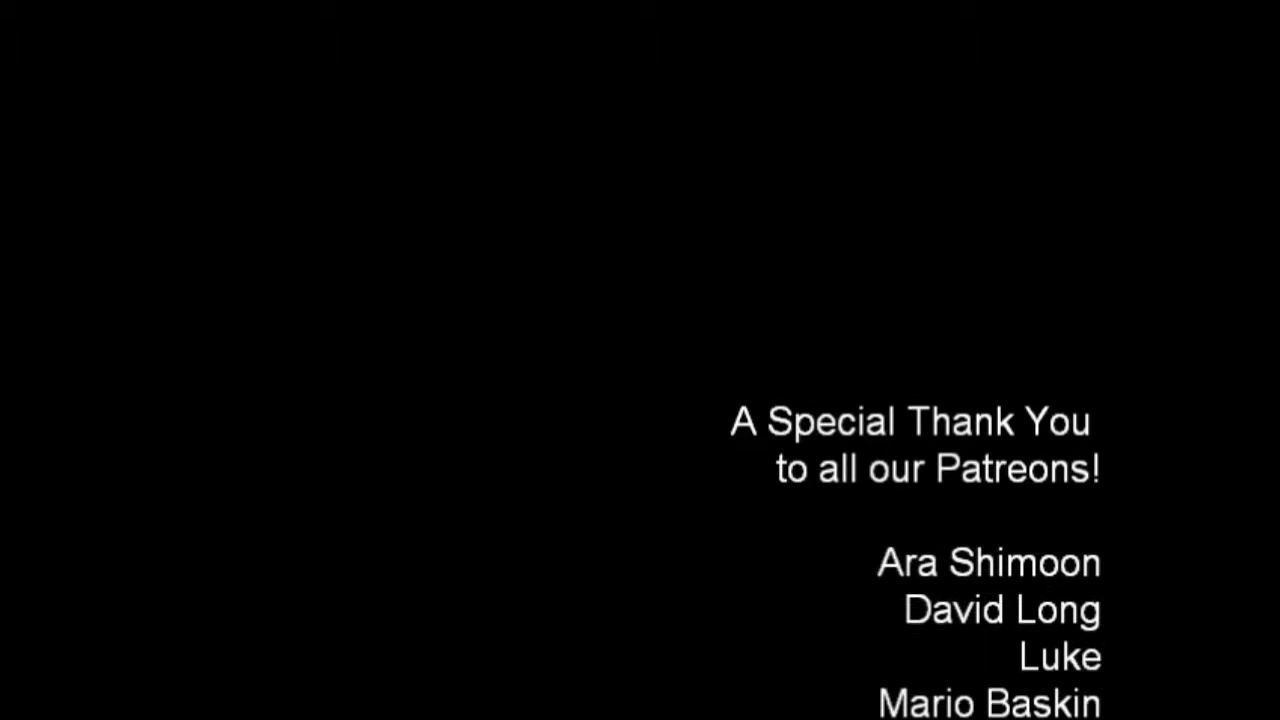 A Special Thank You
to all our Patreons!
Ara Shimoon
David Long
Luke
Mario Baskin